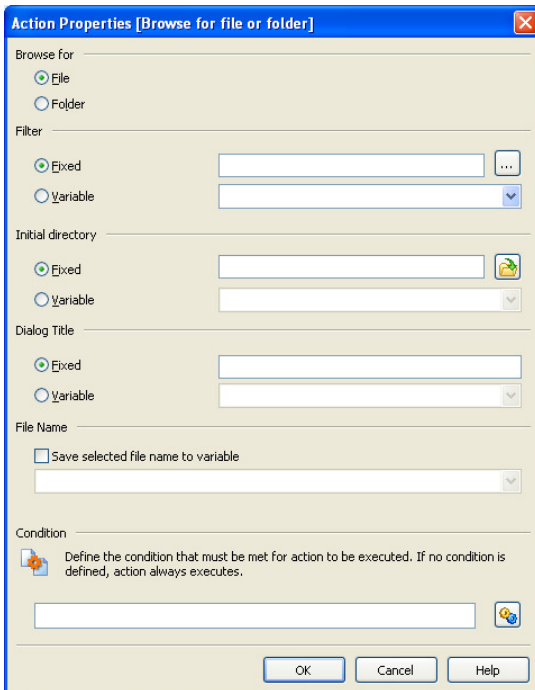 Action Properties [Browse for file or folder]
Browse for
File
Folder
Filter
Fixed
...
Variable
Initial directory
Fixed
Variable
Dialog Title
Fixed
Variable
File Name
Save selected file name to variable
Condition
Define the condition that must be met for action to be executed. If no condition is
defined, action always executes.
OK Cancel Help